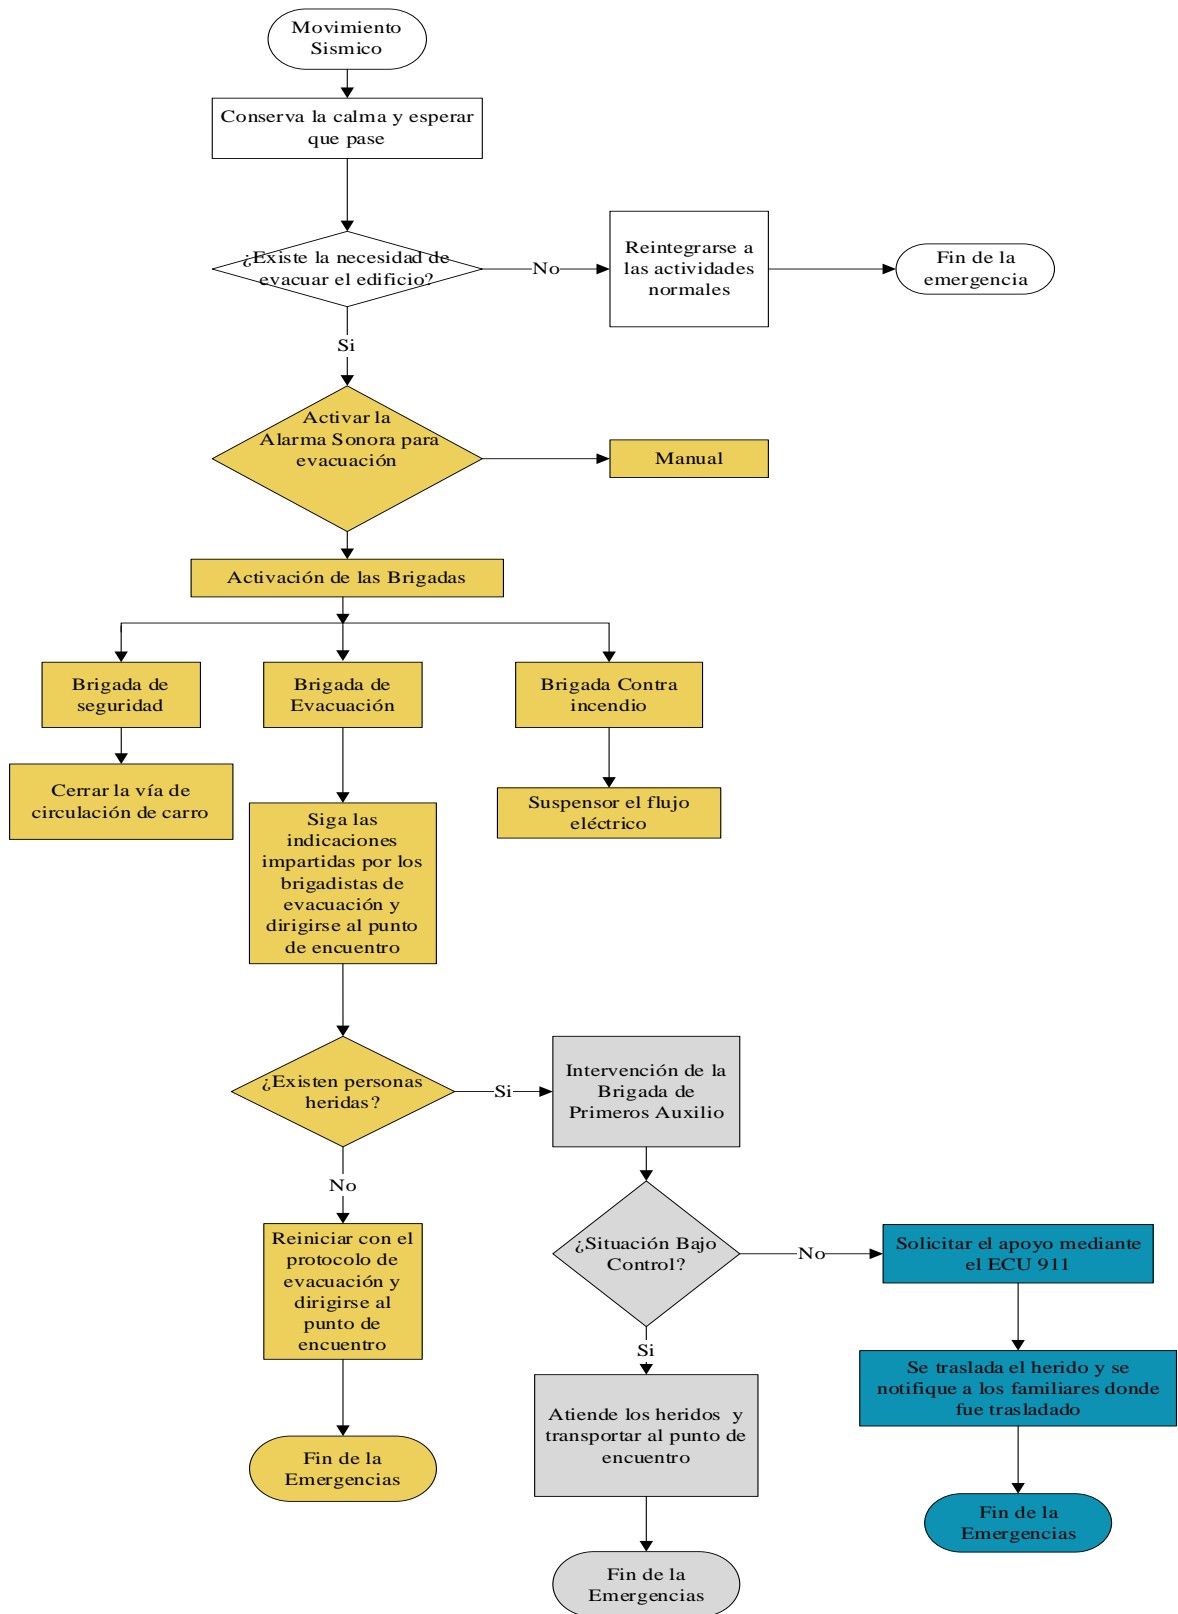 Movimiento
Sismico
Conserva la calma y esperar
que pase
¿Existe la necesidad de
evacuar el edificio?
No
Reintegrarse a
las actividades
normales
Fin de la
emergencia
Si
Activar la
Alarma Sonora para
evacuación
Manual
Activación de las Brigadas
Brigada de
seguridad
Brigada de
Evacuación
Brigada Contra
incendio
Cerrar la vía de
circulación de carro
Suspensor el flujo
eléctrico
Siga las
indicaciones
impartidas por los
brigadistas de
evacuación y
dirigirse al punto
de encuentro
¿Existen personas
heridas?
Si
Intervención de la
Brigada de
Primeros Auxilio
No
Reiniciar con el
protocolo de
evacuación y
dirigirse al
punto de
encuentro
¿Situación Bajo
Control?
No
Solicitar el apoyo mediante
el ECU 911
Si
Se traslada el herido y se
notifique a los familiares donde
fue trasladado
Atiende los heridos y
transportar al punto de
encuentro
Fin de la
Emergencias
Fin de la
Emergencias
Fin de la
Emergencias